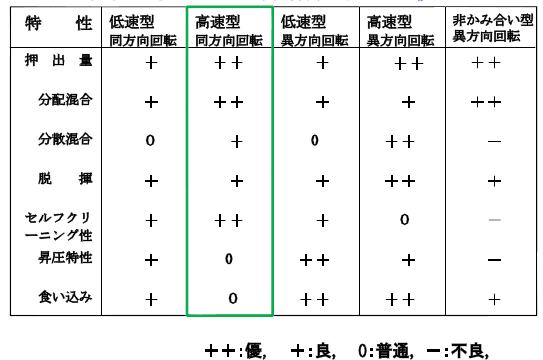 特 性 低速型 同方向回転 高速型 同方向回転 低速型 異方向回転 高速型 異方向回転 非かみ合い型 異方向回転
押 出 量 + ++ + ++ ++
分配混合 + ++ + + ++
分散混合 0 + 0 ++ −
脱 揮 + + + ++ +
セルフクリーニング性 + ++ + 0 −
昇圧特性 + 0 ++ + −
食い込み + 0 ++ ++ +
++:優, +:良, 0:普通, −:不良,